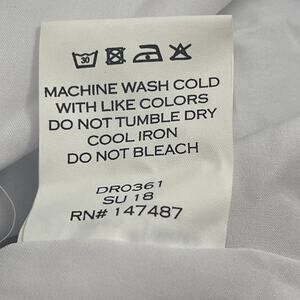 30
MACHINE WASH COLD
WITH LIKE COLORS
DO NOT TUMBLE DRY
COOL IRON
DO NOT BLEACH
DR0361
SU 18
RN# 147487